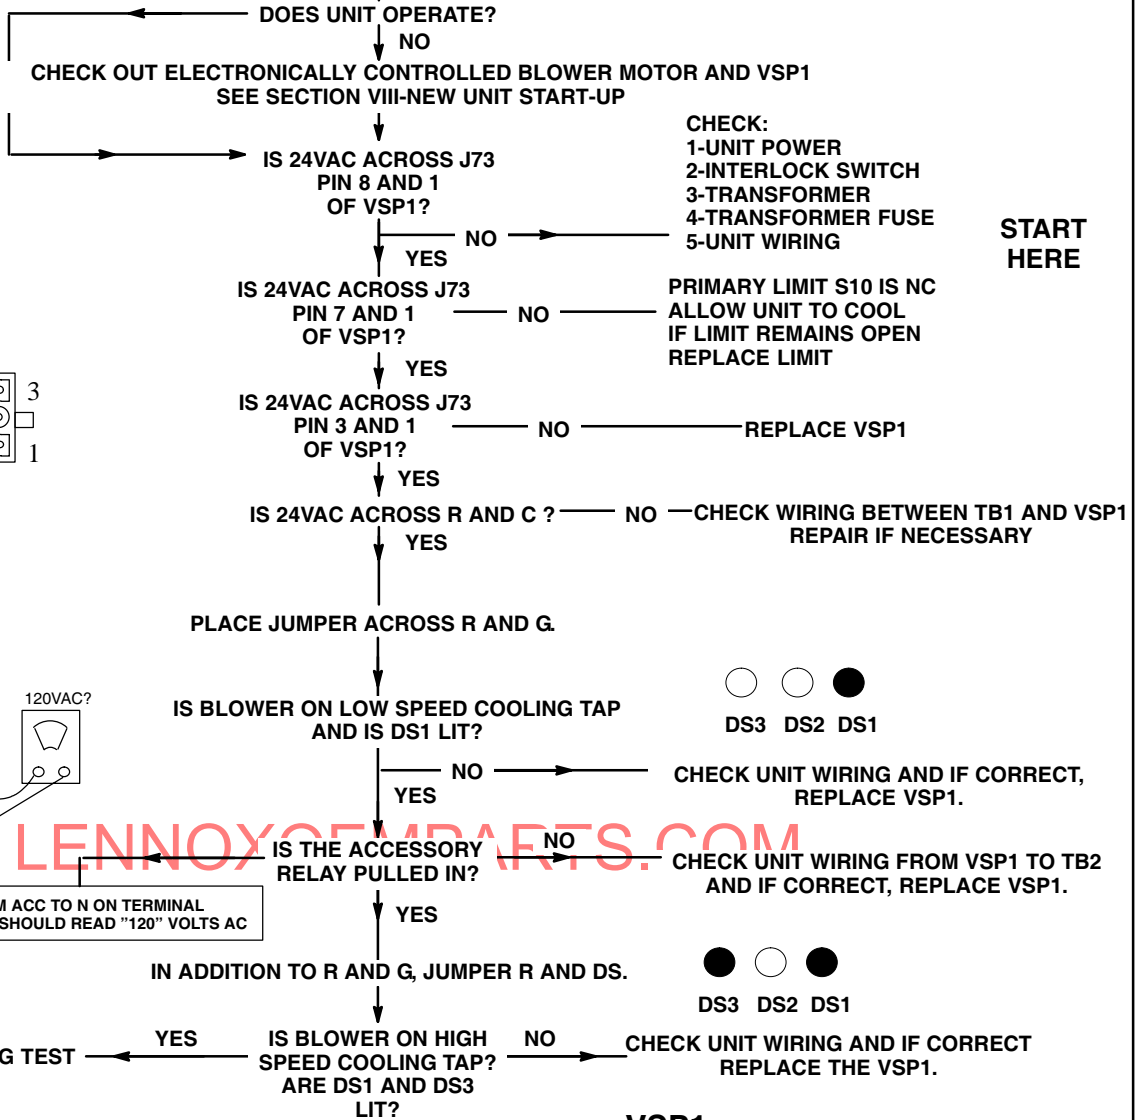 DOES UNIT OPERATE?
NO
CHECK OUT ELECTRONICALLY CONTROLLED BLOWER MOTOR AND VSP1
SEE SECTION VIII-NEW UNIT START-UP
IS 24VAC ACROSS J73
PIN 8 AND 1
OF VSP1?
CHECK:
1-UNIT POWER
2-INTERLOCK SWITCH
3-TRANSFORMER
4-TRANSFORMER FUSE
5-UNIT WIRING
START
HERE
NO
YES
IS 24VAC ACROSS J73
PIN 7 AND 1
OF VSP1?
NO
PRIMARY LIMIT S10 IS NC
ALLOW UNIT TO COOL
IF LIMIT REMAINS OPEN
REPLACE LIMIT
YES
3
1
IS 24VAC ACROSS J73
PIN 3 AND 1
OF VSP1?
NO
REPLACE VSP1
YES
IS 24VAC ACROSS R AND C ?
NO
CHECK WIRING BETWEEN TB1 AND VSP1
REPAIR IF NECESSARY
YES
PLACE JUMPER ACROSS R AND G.
120VAC?
IS BLOWER ON LOW SPEED COOLING TAP
AND IS DS1 LIT?
DS3 DS2 DS1
NO
CHECK UNIT WIRING AND IF CORRECT,
REPLACE VSP1.
YES
LENNOXOEMPARTS.COM
IS THE ACCESSORY
RELAY PULLED IN?
NO
CHECK UNIT WIRING FROM VSP1 TO TB2
AND IF CORRECT, REPLACE VSP1.
ACC TO N ON TERMINAL
SHOULD READ ”120” VOLTS AC
YES
IN ADDITION TO R AND G, JUMPER R AND DS.
DS3 DS2 DS1
IS BLOWER ON HIGH
SPEED COOLING TAP?
ARE DS1 AND DS3
LIT?
YES
G TEST
NO
CHECK UNIT WIRING AND IF CORRECT
REPLACE THE VSP1.